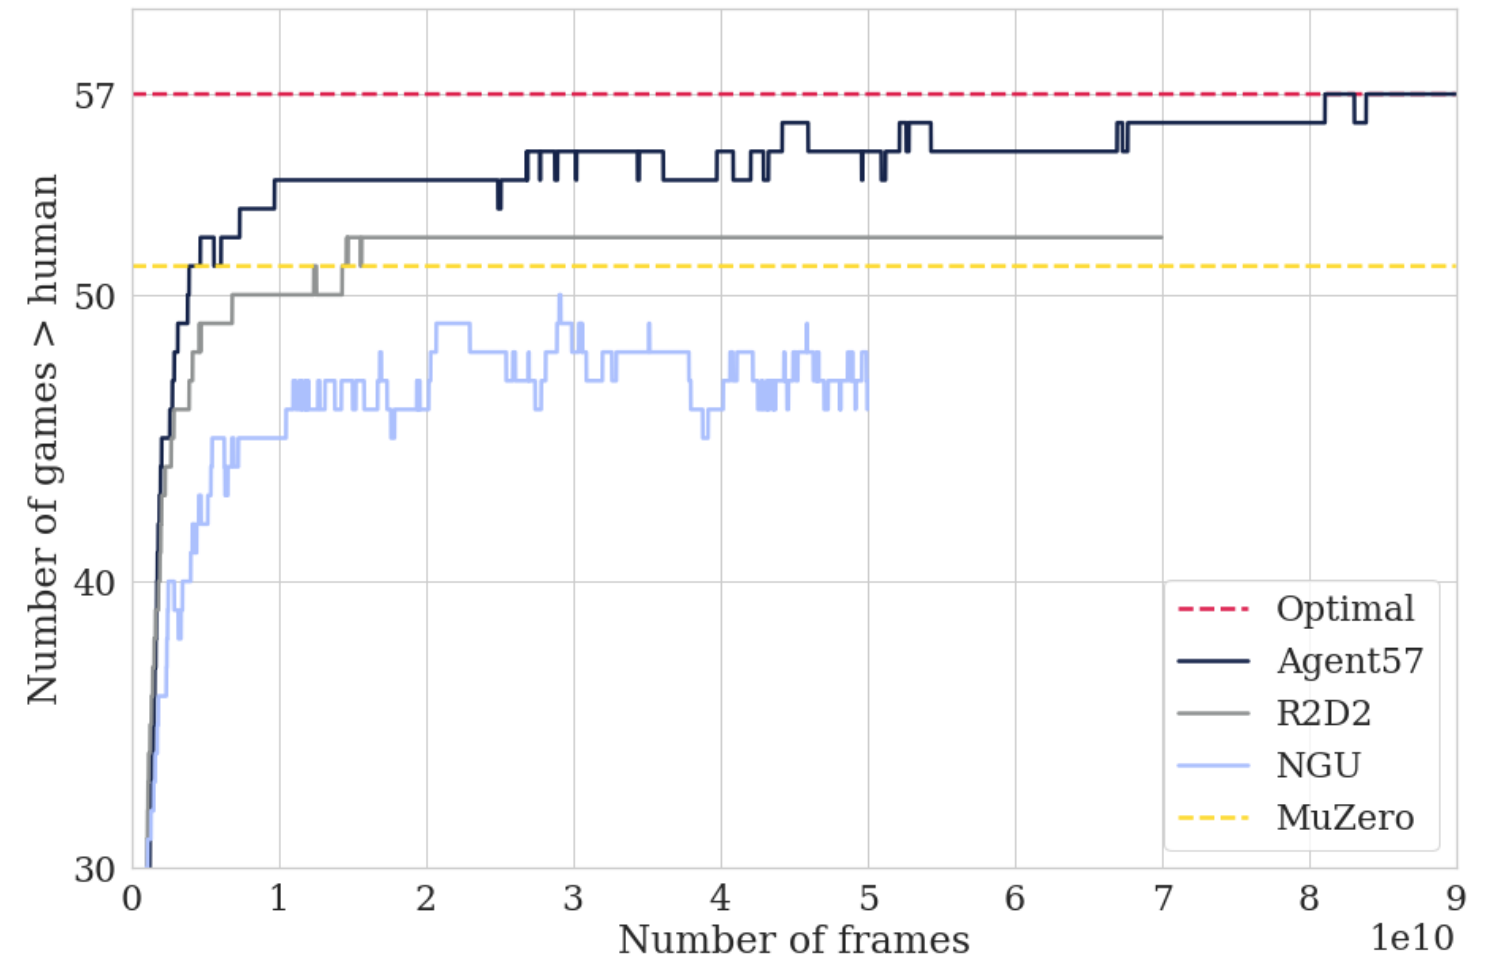 57
50
40
30
Number of games > human
0 1 2 3 4 5 6 7 8 9
1e10
Number of frames
Optimal
Agent57
R2D2
NGU
MuZero